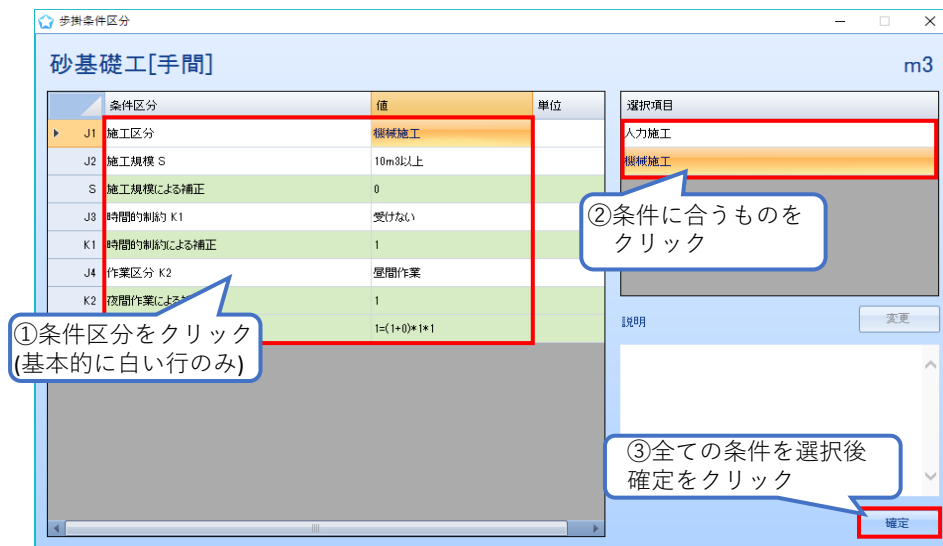 歩掛条件区分
砂基礎工[手間]
m3
条件区分 値 単位
J1 施工区分 機械施工
J2 施工規模 S 10m3以上
S 施工規模による補正 0
J3 時間的制約 K1 受けない
K1 時間的制約による補正 1
J4 作業区分 K2 昼間作業
K2 夜間作業による 1
1=(1+0)*1*1
①条件区分をクリック
(基本的に白い行のみ)
選択項目
人力施工
機械施工
②条件に合うものを
クリック
説明
変更
③全ての条件を選択後
確定をクリック
確定